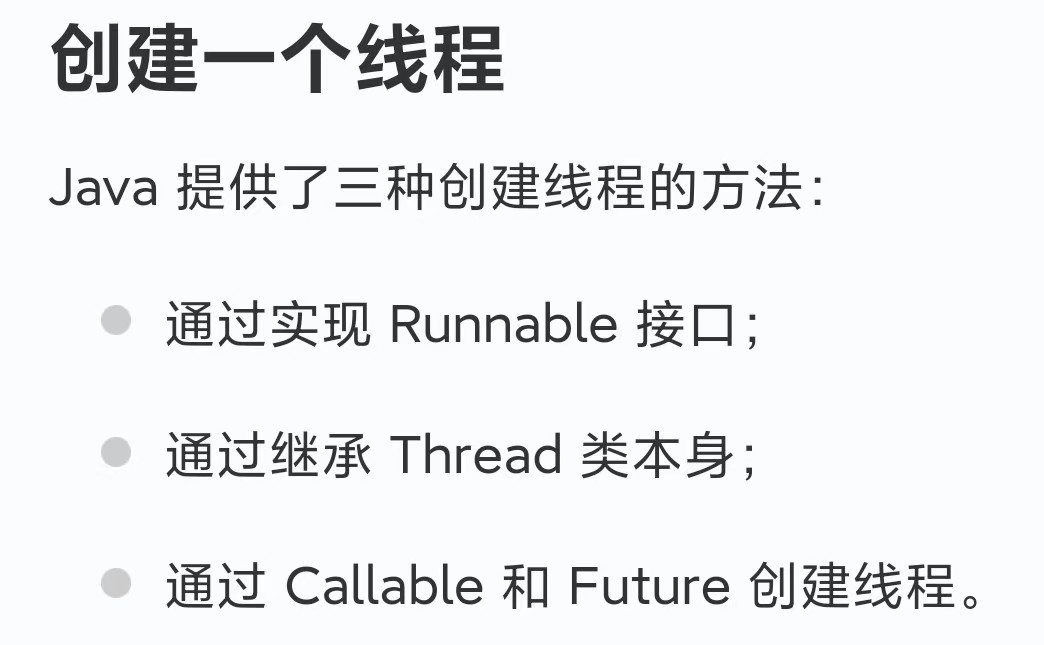 创建一个线程
Java 提供了三种创建线程的方法：
通过实现 Runnable 接口；
通过继承 Thread 类本身；
通过 Callable 和 Future 创建线程。